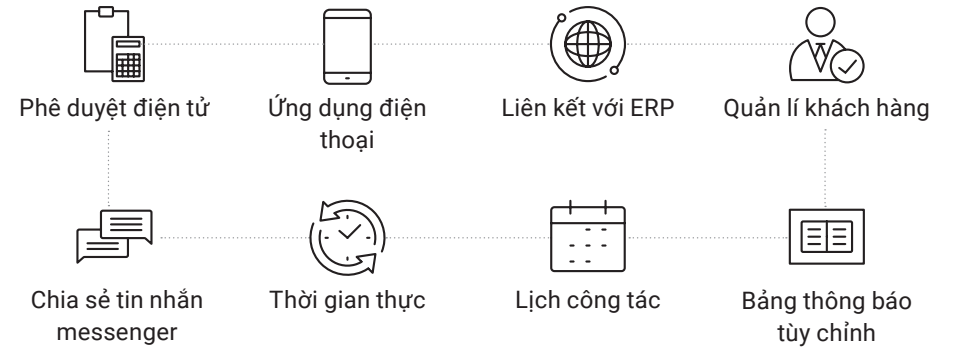 Phê duyệt điện tử
Ứng dụng điện
thoại
Liên kết với ERP
Quản lí khách hàng
Chia sẻ tin nhắn
messenger
Thời gian thực
Lịch công tác
Bảng thông báo
tùy chỉnh